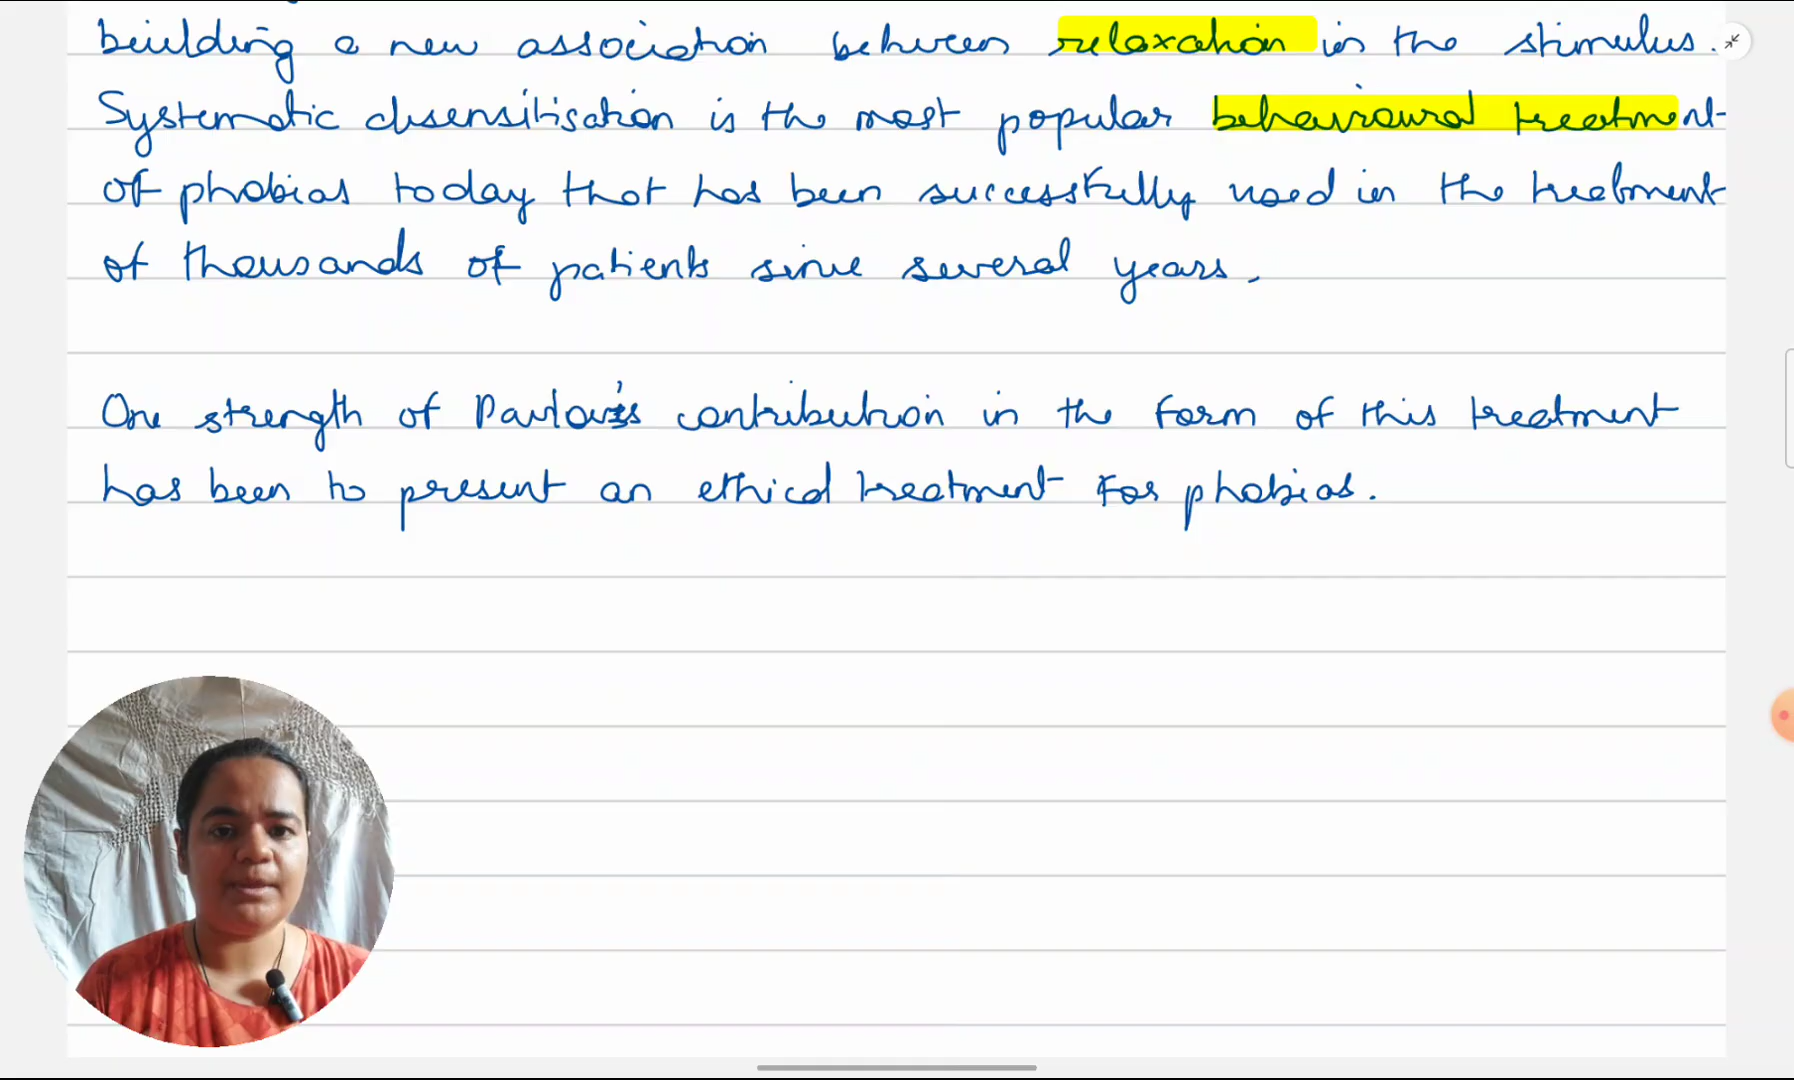 building a new association between relaxation in the stimulus.
Systematic desensitisation is the most popular behavioural treatment
of phobias today that has been successfully used in the treatment
of thousands of patients since several years.
One strength of Pavlov's contribution in the form of this treatment
has been to present an ethical treatment for phobias.